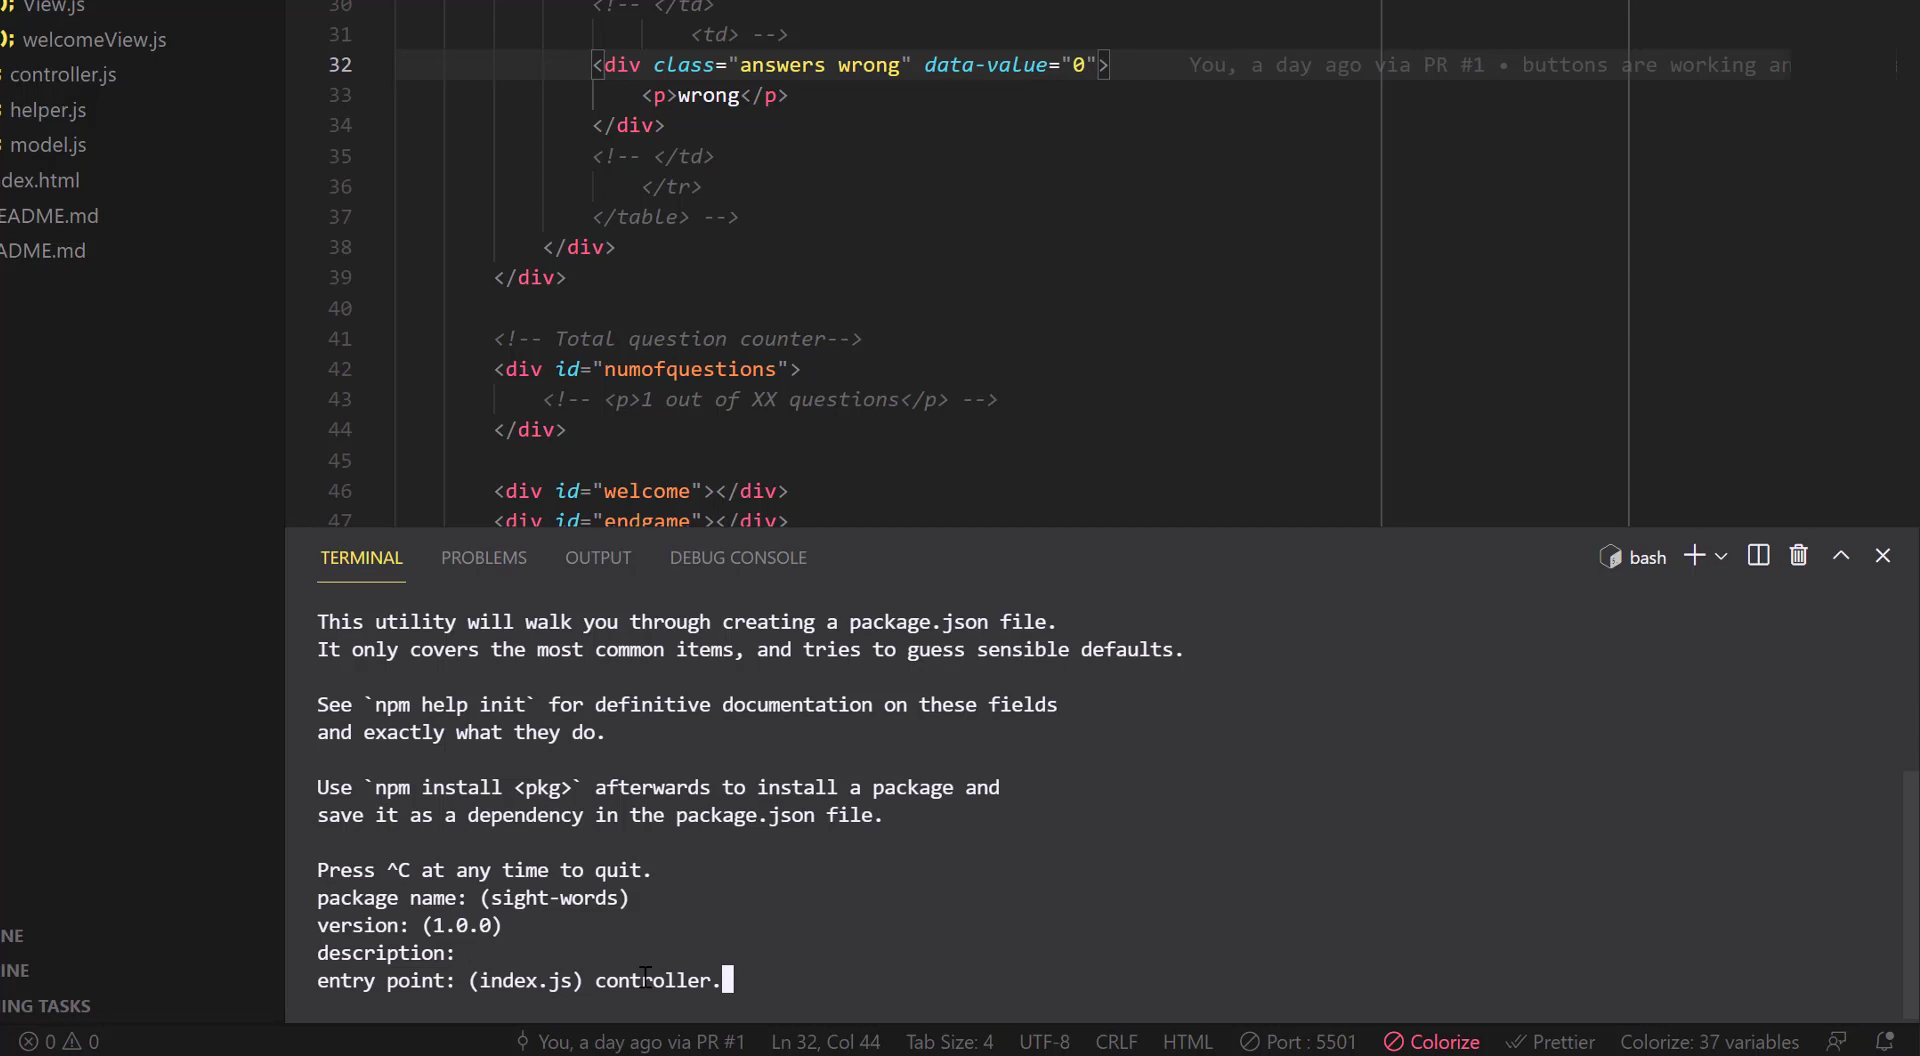 View.js
welcomeView.js
controller.js
helper.js
model.js
dex.html
EADME.md
ADME.md
NE
INE
ING TASKS
30 <!-- </td>
31 <td> -->
32 <div class="answers wrong" data-value="0"> You, a day ago via PR #1 • buttons are working an
33 <p>wrong</p>
34 </div>
35 <!-- </td>
36 </tr>
37 </table> -->
38 </div>
39 </div>
40
41 <!-- Total question counter-->
42 <div id="numofquestions">
43 <!-- <p>1 out of XX questions</p> -->
44 </div>
45
46 <div id="welcome"></div>
47 <div id="endgame"></div>
TERMINAL PROBLEMS OUTPUT DEBUG CONSOLE bash
This utility will walk you through creating a package.json file.
It only covers the most common items, and tries to guess sensible defaults.
See `npm help init` for definitive documentation on these fields
and exactly what they do.
Use `npm install <pkg>` afterwards to install a package and
save it as a dependency in the package.json file.
Press ^C at any time to quit.
package name: (sight-words)
version: (1.0.0)
description:
entry point: (index.js) controller.
0 0 You, a day ago via PR #1 Ln 32, Col 44 Tab Size: 4 UTF-8 CRLF HTML Port : 5501 Colorize Prettier Colorize: 37 variables